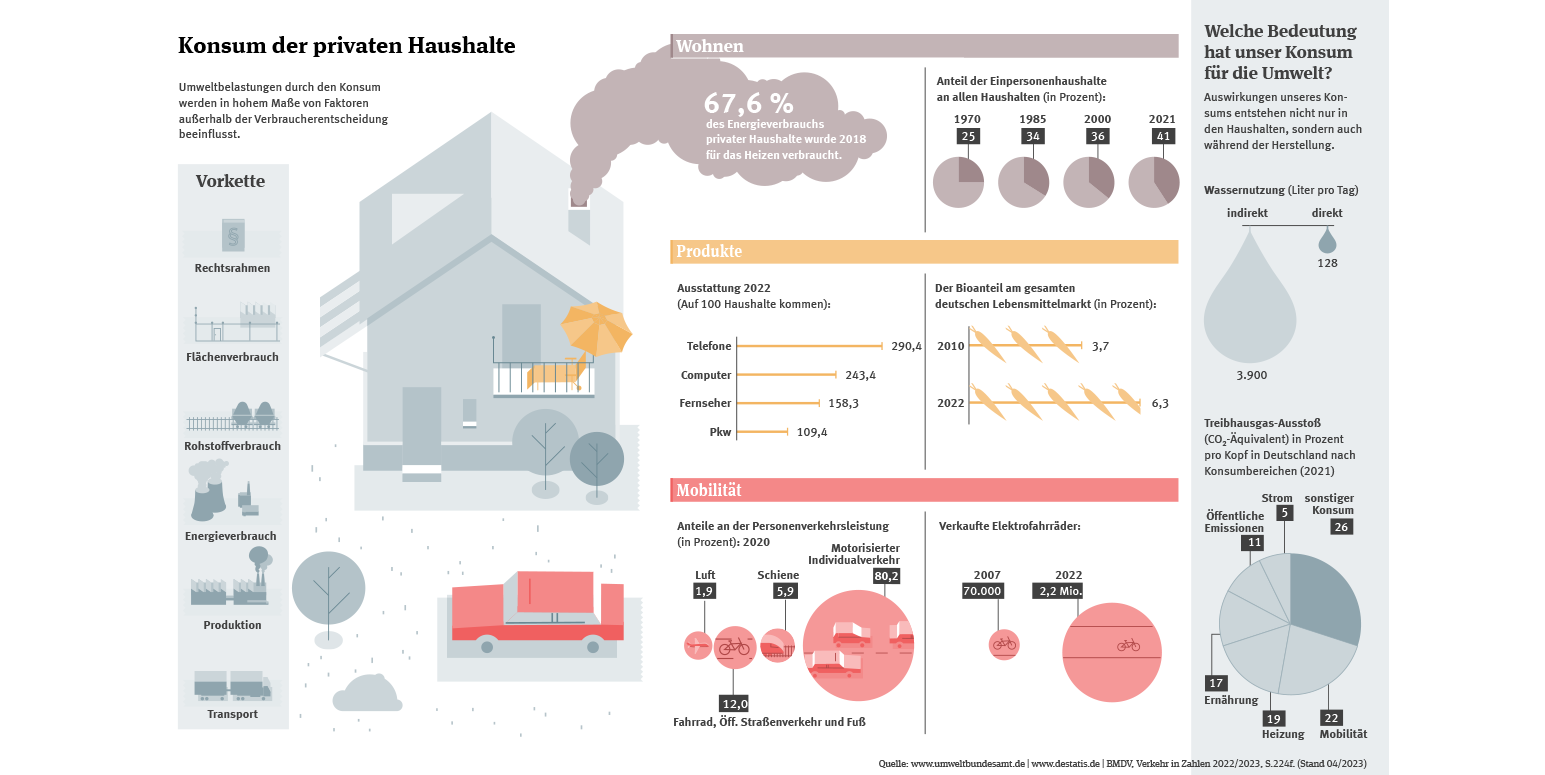 Konsum der privaten Haushalte
Umweltbelastungen durch den Konsum
werden in hohem Maße von Faktoren
außerhalb der Verbraucherentscheidung
beeinflusst.
Vorkette
§
Rechtsrahmen
Flächenverbrauch
Rohstoffverbrauch
Energieverbrauch
Produktion
Transport
Wohnen
67,6 %
des Energieverbrauchs
privater Haushalte wurde 2018
für das Heizen verbraucht.
Anteil der Einpersonenhaushalte
an allen Haushalten (in Prozent):
1970 1985 2000 2021
25 34 36 41
Produkte
Ausstattung 2022
(Auf 100 Haushalte kommen):
Telefone 290,4
Computer 243,4
Fernseher 158,3
Pkw 109,4
Der Bioanteil am gesamten
deutschen Lebensmittelmarkt (in Prozent):
2010 3,7
2022 6,3
Mobilität
Anteile an der Personenverkehrsleistung
(in Prozent): 2020
Motorisierter
Individualverkehr
80,2
Luft
1,9
Schiene
5,9
12,0
Fahrrad, Öff. Straßenverkehr und Fuß
Verkaufte Elektrofahrräder:
2007 2022
70.000 2,2 Mio.
Welche Bedeutung
hat unser Konsum
für die Umwelt?
Auswirkungen unseres Kon-
sums entstehen nicht nur in
den Haushalten, sondern auch
während der Herstellung.
Wassernutzung (Liter pro Tag)
indirekt direkt
128
3.900
Treibhausgas-Ausstoß
(CO₂-Äquivalent) in Prozent
pro Kopf in Deutschland nach
Konsumbereichen (2021)
Strom
5
sonstiger
Konsum
26
Öffentliche
Emissionen
11
17
Ernährung
19
Heizung
22
Mobilität
Quelle: www.umweltbundesamt.de | www.destatis.de | BMDV, Verkehr in Zahlen 2022/2023, S.224f. (Stand 04/2023)